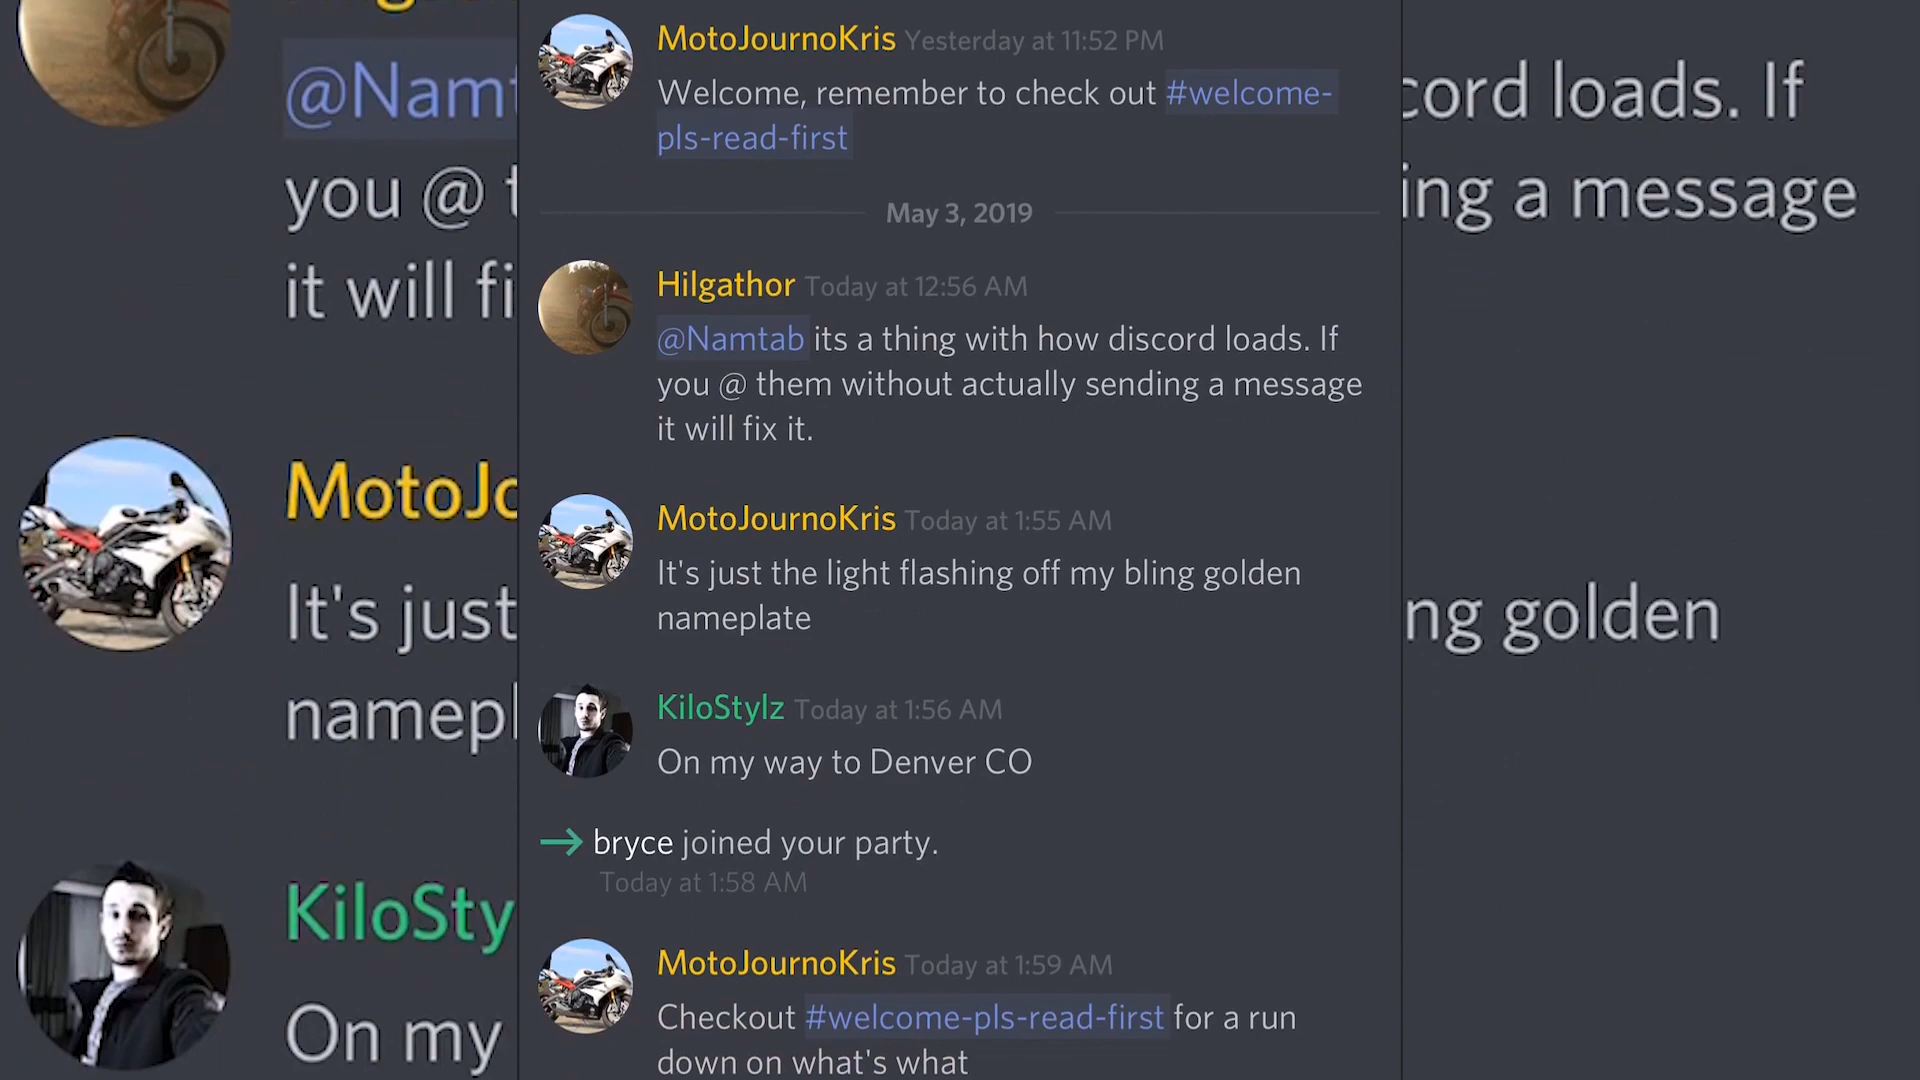 MotoJournoKris Yesterday at 11:52 PM
Welcome, remember to check out #welcome-
pls-read-first
May 3, 2019
Hilgathor Today at 12:56 AM
@Namtab its a thing with how discord loads. If
you @ them without actually sending a message
it will fix it.
MotoJournoKris Today at 1:55 AM
It's just the light flashing off my bling golden
nameplate
KiloStylz Today at 1:56 AM
On my way to Denver CO
bryce joined your party.
Today at 1:58 AM
MotoJournoKris Today at 1:59 AM
Checkout #welcome-pls-read-first for a run
down on what's what
@Namt
you @ t
it will fi
MotoJo
It's just
namepl
KiloSty
On my
cord loads. If
ing a message
ng golden